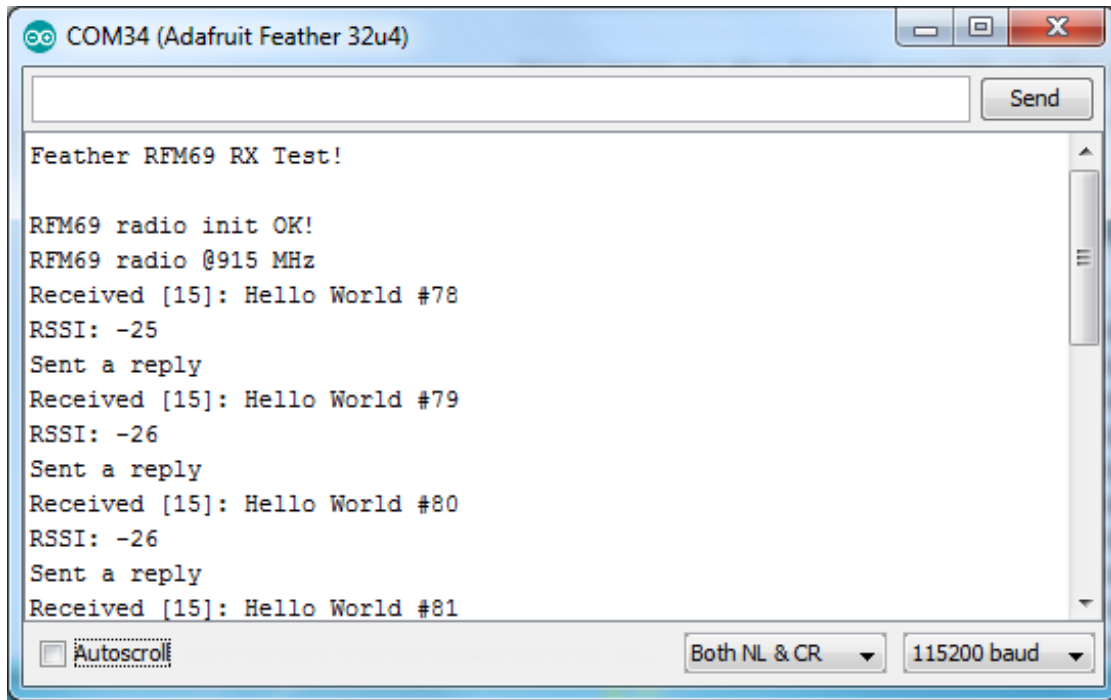 COM34 (Adafruit Feather 32u4)
Send
Feather RFM69 RX Test!
RFM69 radio init OK!
RFM69 radio @915 MHz
Received [15]: Hello World #78
RSSI: -25
Sent a reply
Received [15]: Hello World #79
RSSI: -26
Sent a reply
Received [15]: Hello World #80
RSSI: -26
Sent a reply
Received [15]: Hello World #81
Autoscroll Both NL & CR 115200 baud